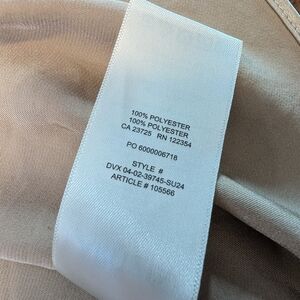 100% POLYESTER
100% POLYESTER
CA 23725 RN 122354
PO 6000006718
STYLE #
DVX 04-02-39745-SU24
ARTICLE # 105566